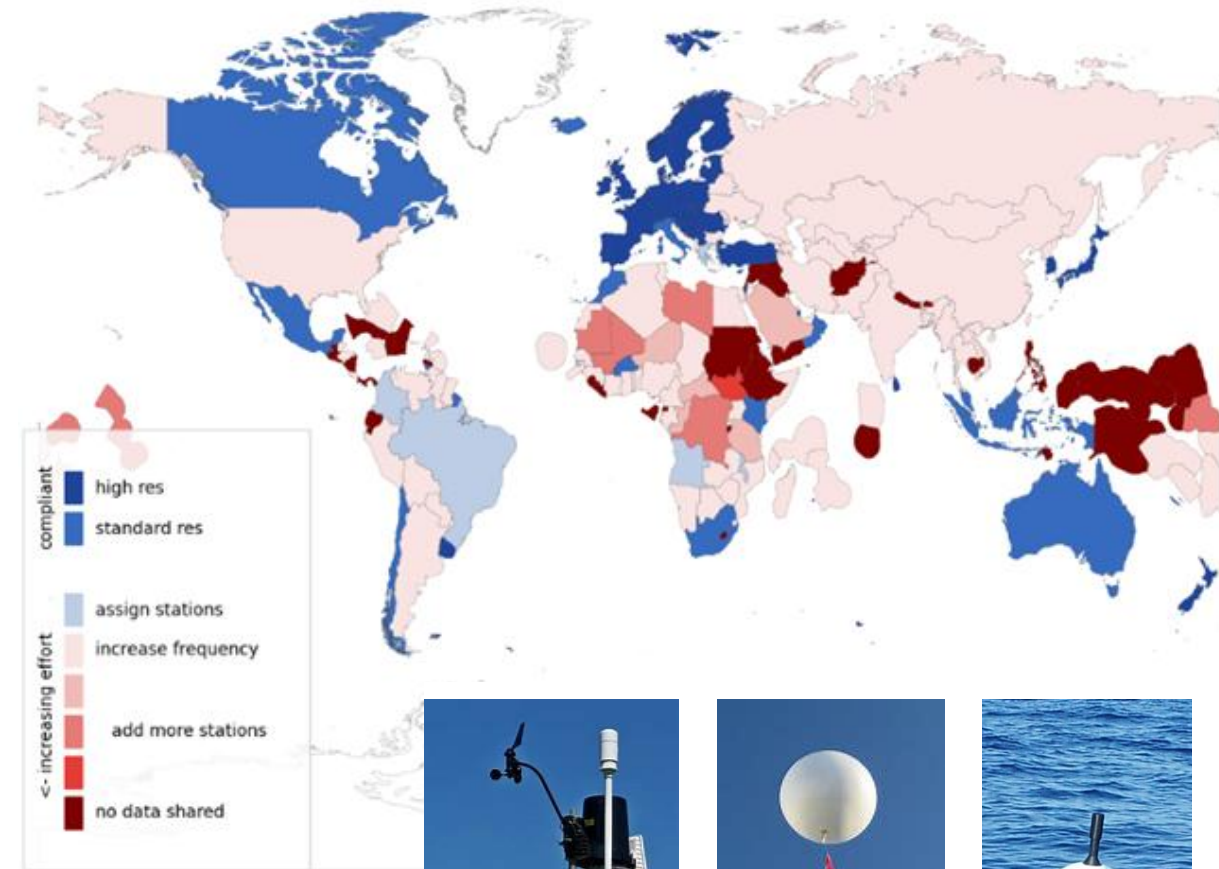 compliant
high res
standard res
<- increasing effort
assign stations
increase frequency
add more stations
no data shared